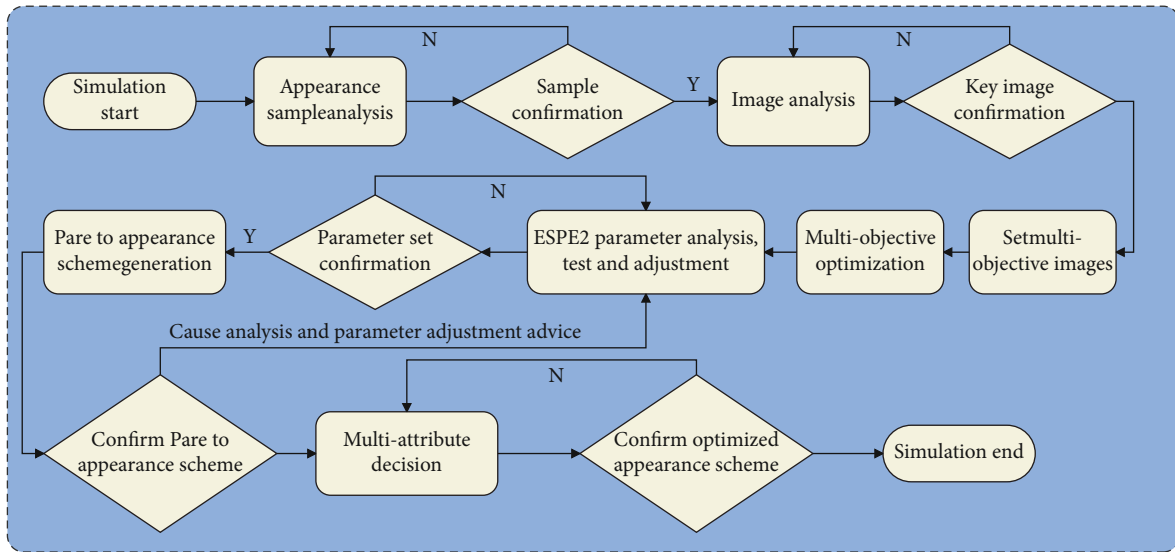 N
N
Simulation
start
Appearance
sampleanalysis
Sample
confirmation
Y
Image analysis
Key image
confirmation
N
Pare to appearance
schemegeneration
Y
Parameter set
confirmation
ESPE2 parameter analysis,
test and adjustment
Multi-objective
optimization
Setmulti-
objective images
Cause analysis and parameter adjustment advice
N
Confirm Pare to
appearance scheme
Multi-attribute
decision
Confirm optimized
appearance scheme
Simulation end